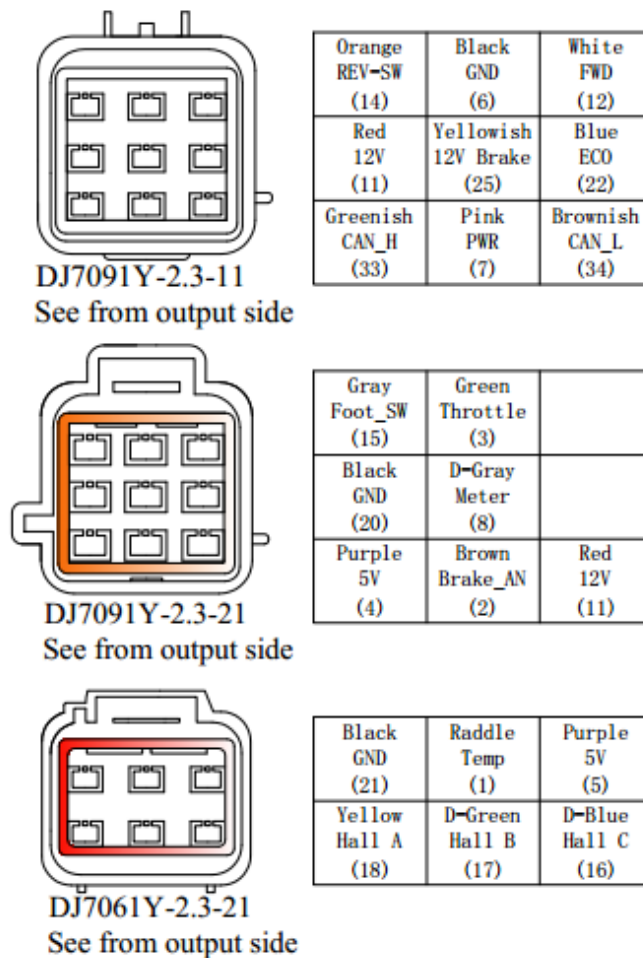 Orange Black White
REV-SW GND FWD
(14) (6) (12)
Red Yellowish Blue
12V 12V Brake ECO
(11) (25) (22)
Greenish Pink Brownish
CAN_H PWR CAN_L
(33) (7) (34)
DJ7091Y-2.3-11
See from output side
Gray Green
Foot_SW Throttle
(15) (3)
Black D-Gray
GND Meter
(20) (8)
Purple Brown Red
5V Brake_AN 12V
(4) (2) (11)
DJ7091Y-2.3-21
See from output side
Black Raddle Purple
GND Temp 5V
(21) (1) (5)
Yellow D-Green D-Blue
Hall A Hall B Hall C
(18) (17) (16)
DJ7061Y-2.3-21
See from output side